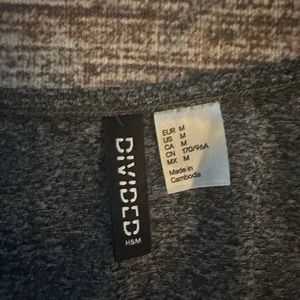 DIVIDED
H&M
EUR M
US M
CA M
CN 170/96A
MX M
Made in
Cambodia